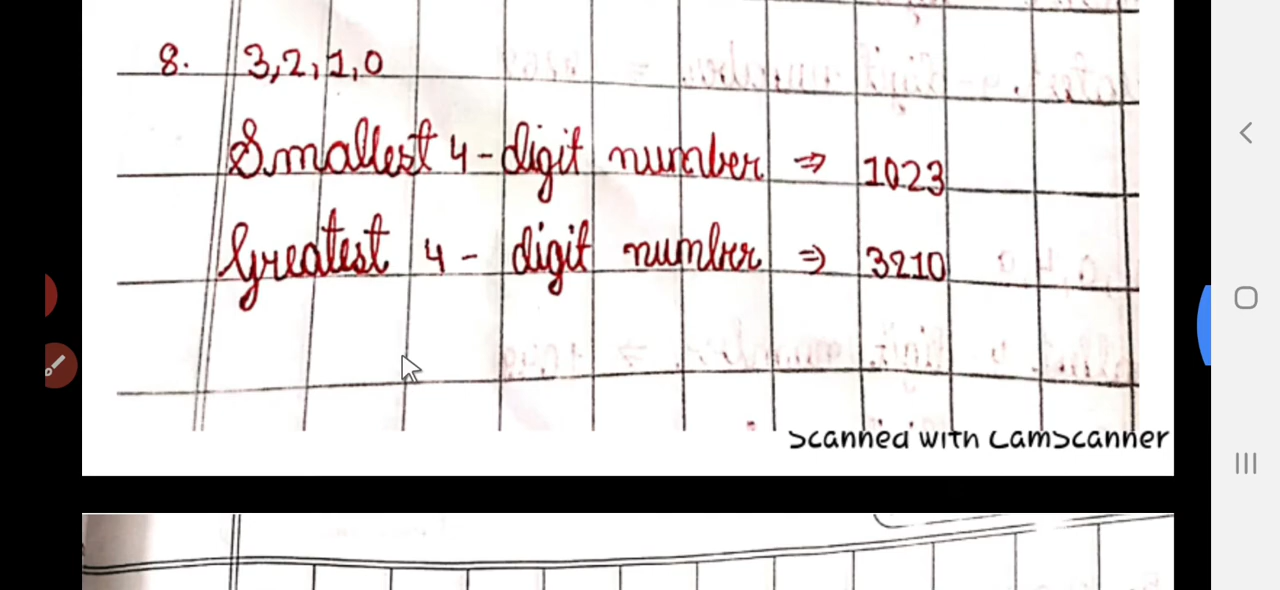 8. 3,2,1,0
Smallest 4-digit number ⇒ 1023
Greatest 4- digit number ⇒ 3210
Scanned with CamScanner